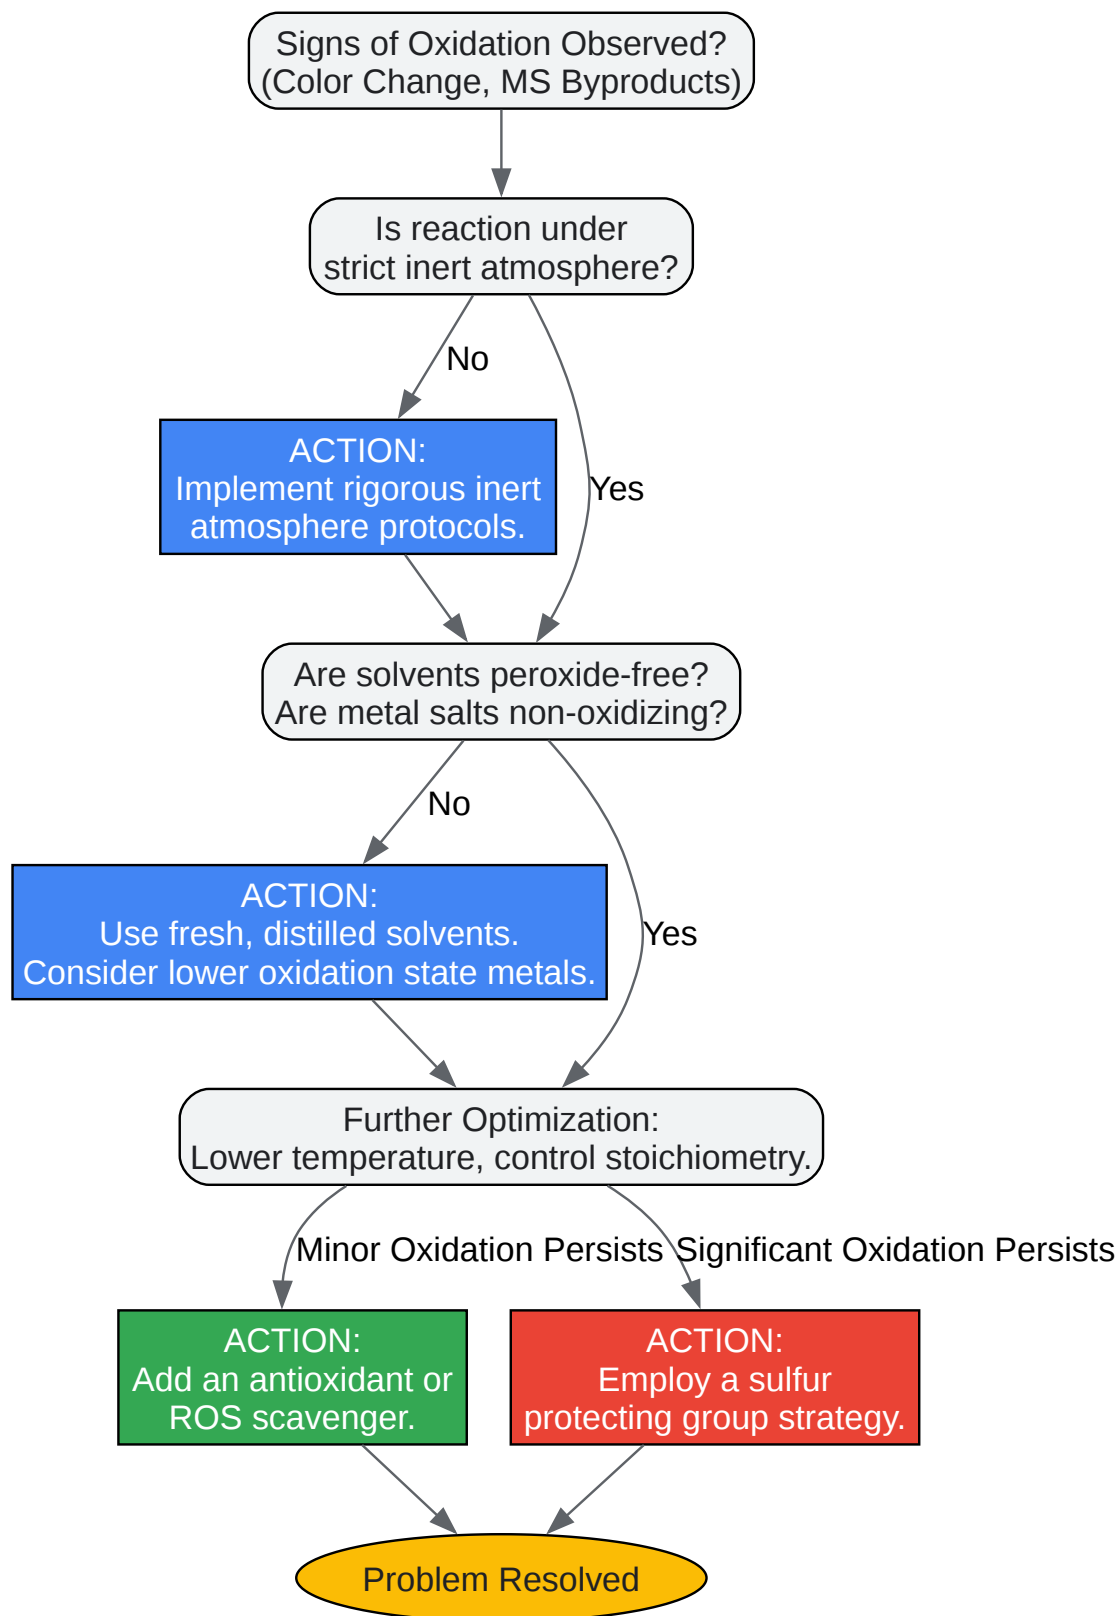 Signs of Oxidation Observed?
(Color Change, MS Byproducts)
Is reaction under
strict inert atmosphere?
No
ACTION:
Implement rigorous inert
atmosphere protocols.
Yes
Are solvents peroxide-free?
Are metal salts non-oxidizing?
No
ACTION:
Use fresh, distilled solvents.
Consider lower oxidation state metals.
Yes
Further Optimization:
Lower temperature, control stoichiometry.
Minor Oxidation Persists
Significant Oxidation Persists
ACTION:
Add an antioxidant or
ROS scavenger.
ACTION:
Employ a sulfur
protecting group strategy.
Problem Resolved